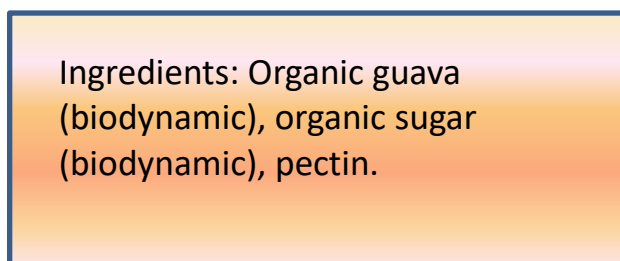 Ingredients: Organic guava
(biodynamic), organic sugar
(biodynamic), pectin.